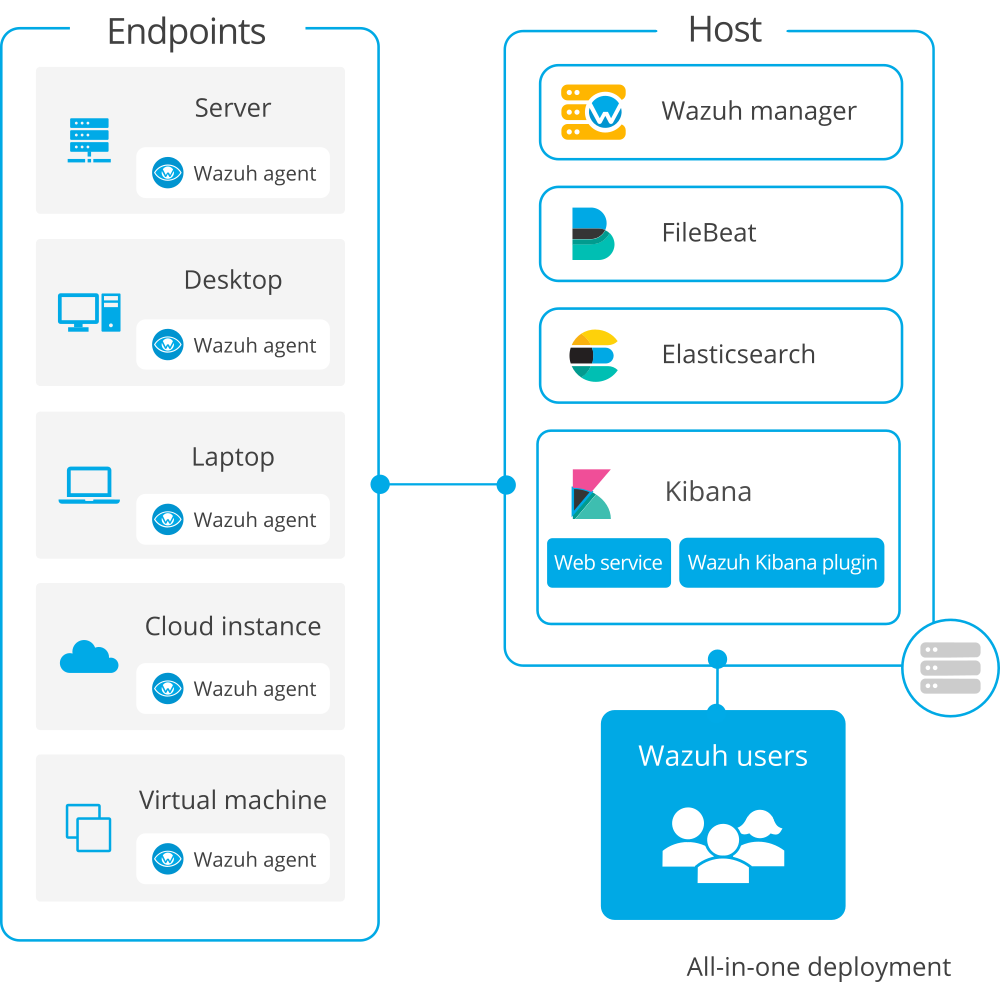 Endpoints
Server
Wazuh agent
Desktop
Wazuh agent
Laptop
Wazuh agent
Cloud instance
Wazuh agent
Virtual machine
Wazuh agent
Host
Wazuh manager
FileBeat
Elasticsearch
Kibana
Web service
Wazuh Kibana plugin
Wazuh users
All-in-one deployment